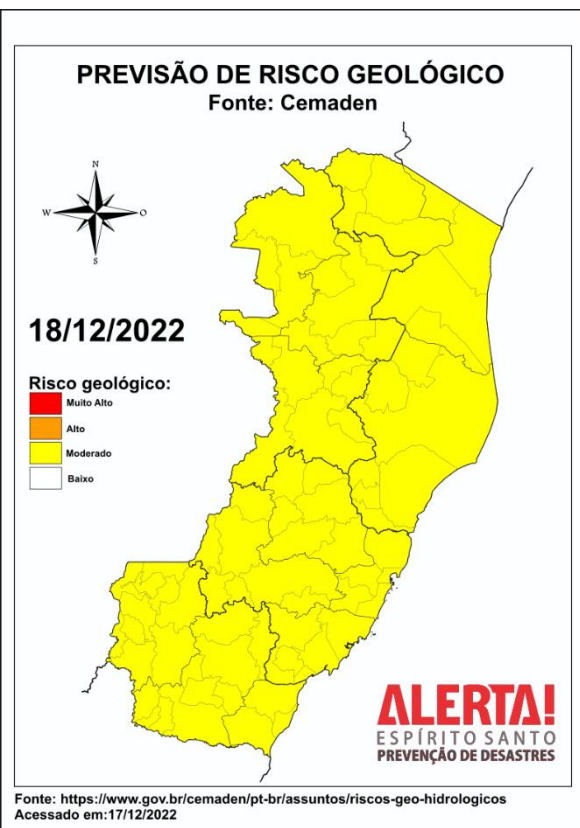 PREVISÃO DE RISCO GEOLÓGICO
Fonte: Cemaden
N
W
O
S
18/12/2022
Risco geológico:
Muito Alto
Alto
Moderado
Baixo
ALERTA!
ESPÍRITO SANTO
PREVENÇÃO DE DESASTRES
Fonte: https://www.gov.br/cemaden/pt-br/assuntos/riscos-geo-hidrologicos
Acessado em:17/12/2022